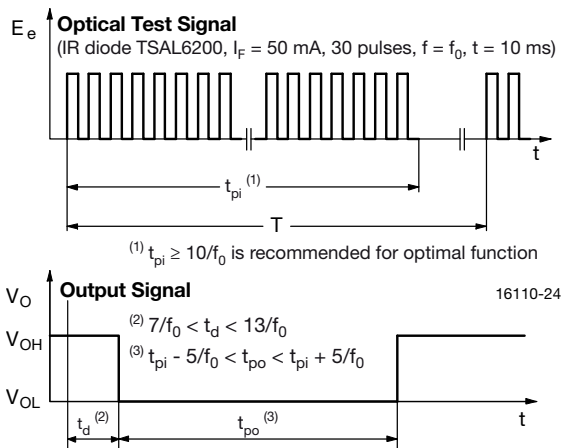 E e
Optical Test Signal
(IR diode TSAL6200, I F = 50 mA, 30 pulses, f = f 0, t = 10 ms)
t
t pi (1)
T
(1) t pi ≥ 10/f 0 is recommended for optimal function
V O
Output Signal
16110-24
V OH
(2) 7/f 0 < t d < 13/f 0
(3) t pi - 5/f 0 < t po < t pi + 5/f 0
V OL
t d (2)
t po (3)
t